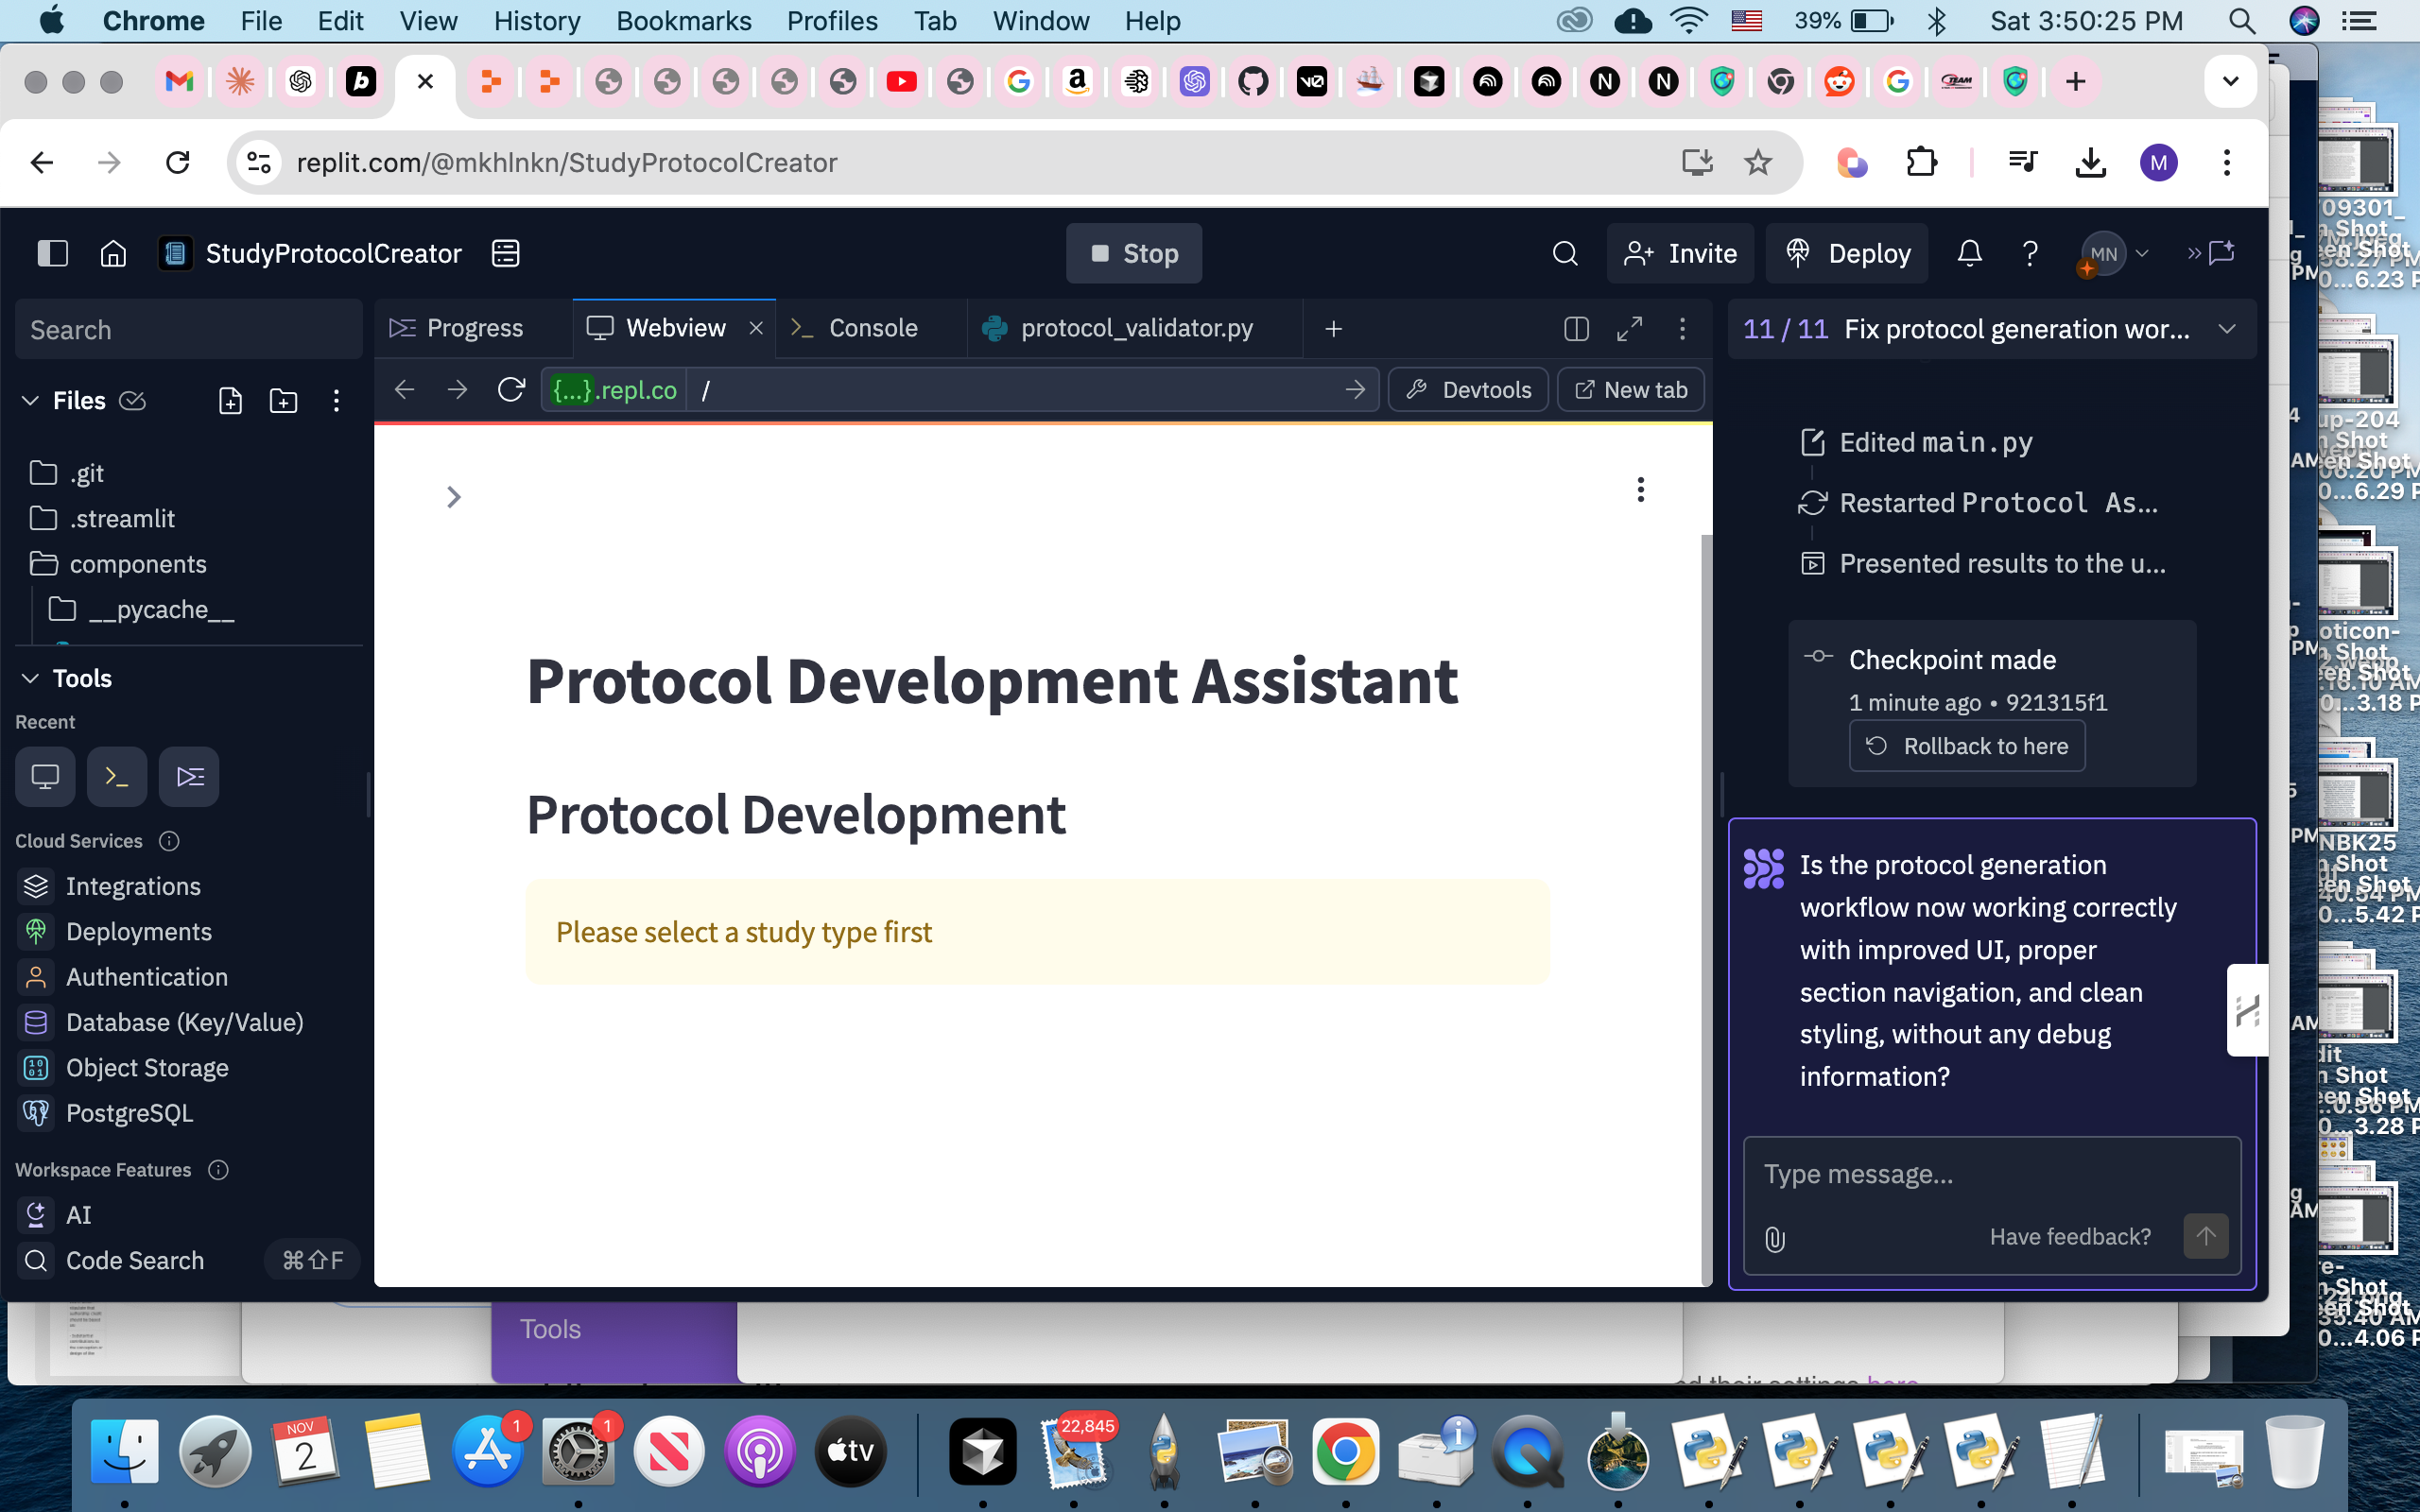 Chrome File Edit View History Bookmarks Profiles Tab Window Help
39% Sat 3:50:25 PM
replit.com/@mkhlnkn/StudyProtocolCreator
M
StudyProtocolCreator
Stop
Invite
Deploy
MN
Search
Files
.git
.streamlit
components
__pycache__
Tools
Recent
Cloud Services
Integrations
Deployments
Authentication
Database (Key/Value)
Object Storage
PostgreSQL
Workspace Features
AI
Code Search ⌘⇧F
Progress
Webview
Console
protocol_validator.py
{...}.repl.co /
Devtools
New tab
Protocol Development Assistant
Protocol Development
Please select a study type first
11 / 11 Fix protocol generation wor...
Edited main.py
Restarted Protocol As...
Presented results to the u...
Checkpoint made
1 minute ago • 921315f1
Rollback to here
Is the protocol generation
workflow now working correctly
with improved UI, proper
section navigation, and clean
styling, without any debug
information?
Type message...
Have feedback?
Tools
NOV
2
1
1
tv
22,845